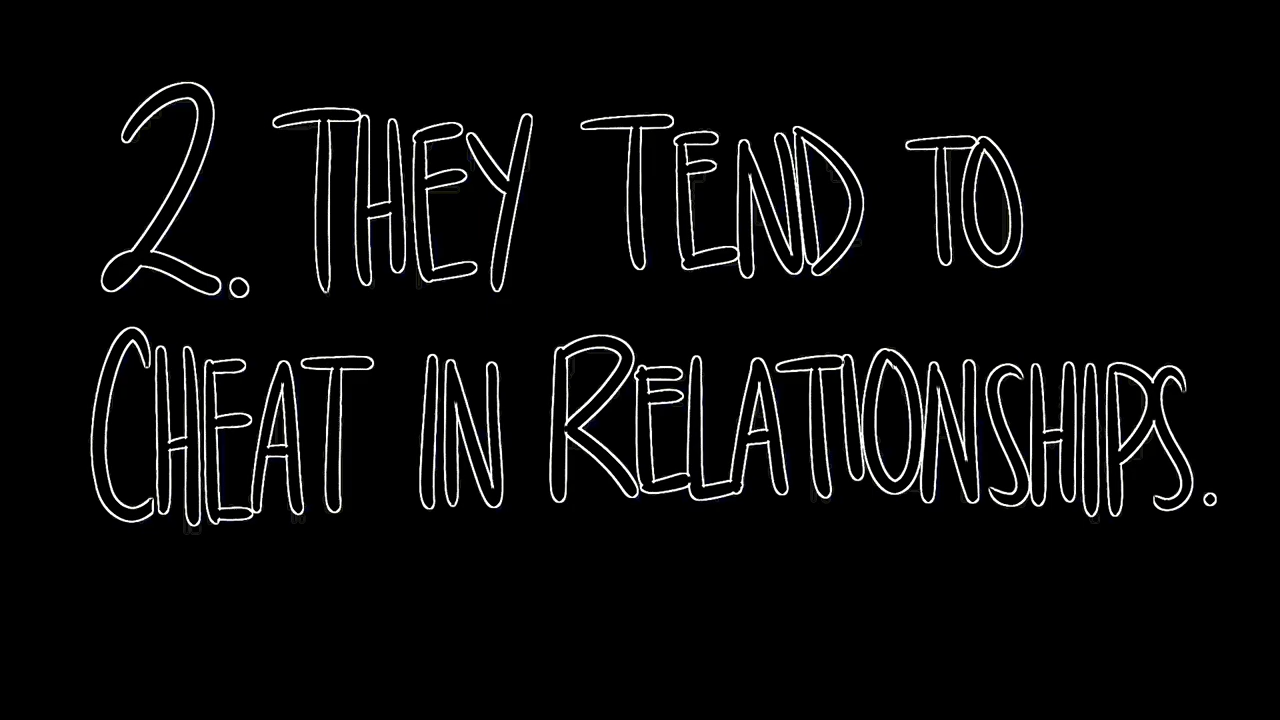 2. They Tend to
Cheat in Relationships.